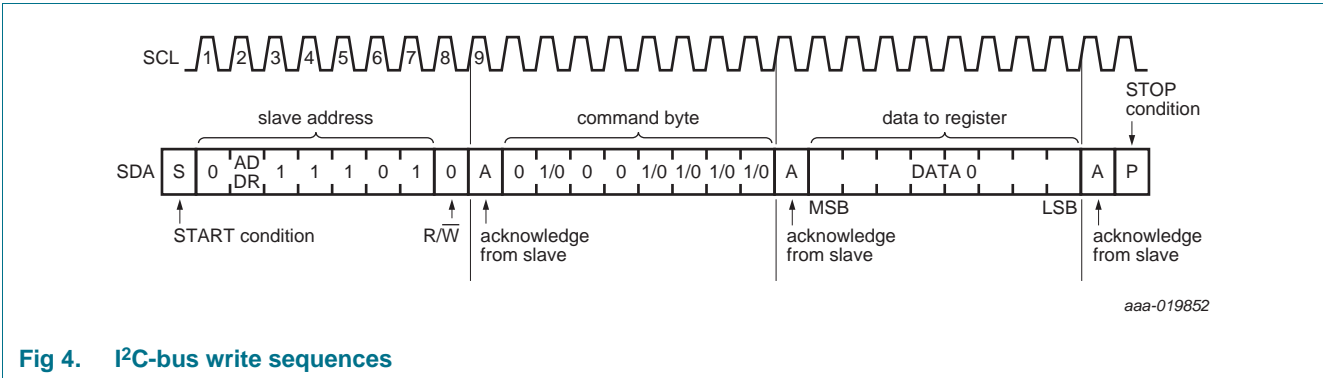 SCL 1 2 3 4 5 6 7 8 9
STOP
condition
slave address command byte data to register
SDA S 0 AD DR 1 1 1 0 1 0 A 0 1/0 0 0 1/0 1/0 1/0 1/0 A DATA 0 A P
MSB LSB
START condition R/W̅ acknowledge from slave acknowledge from slave acknowledge from slave
aaa-019852
Fig 4. I²C-bus write sequences